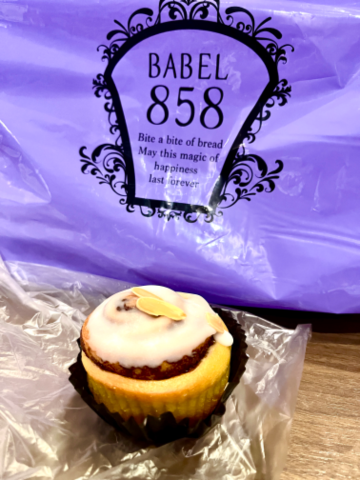 BABEL
858
Bite a bite of bread
May this magic of
happiness
last forever